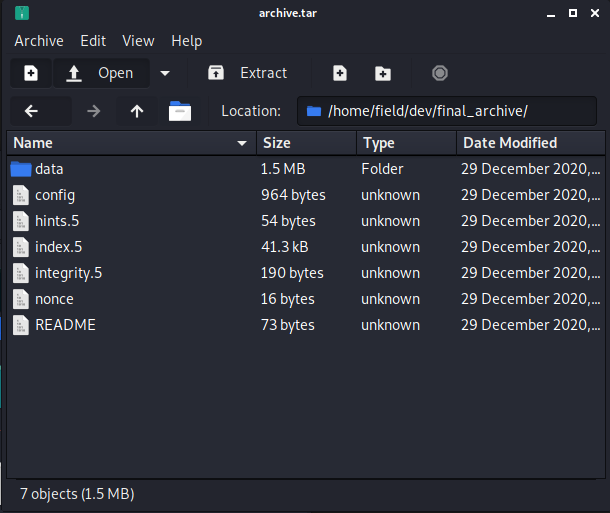 archive.tar
Archive Edit View Help
Open Extract
Location: /home/field/dev/final_archive/
Name Size Type Date Modified
data 1.5 MB Folder 29 December 2020,...
config 964 bytes unknown 29 December 2020,...
hints.5 54 bytes unknown 29 December 2020,...
index.5 41.3 kB unknown 29 December 2020,...
integrity.5 190 bytes unknown 29 December 2020,...
nonce 16 bytes unknown 29 December 2020,...
README 73 bytes unknown 29 December 2020,...
7 objects (1.5 MB)